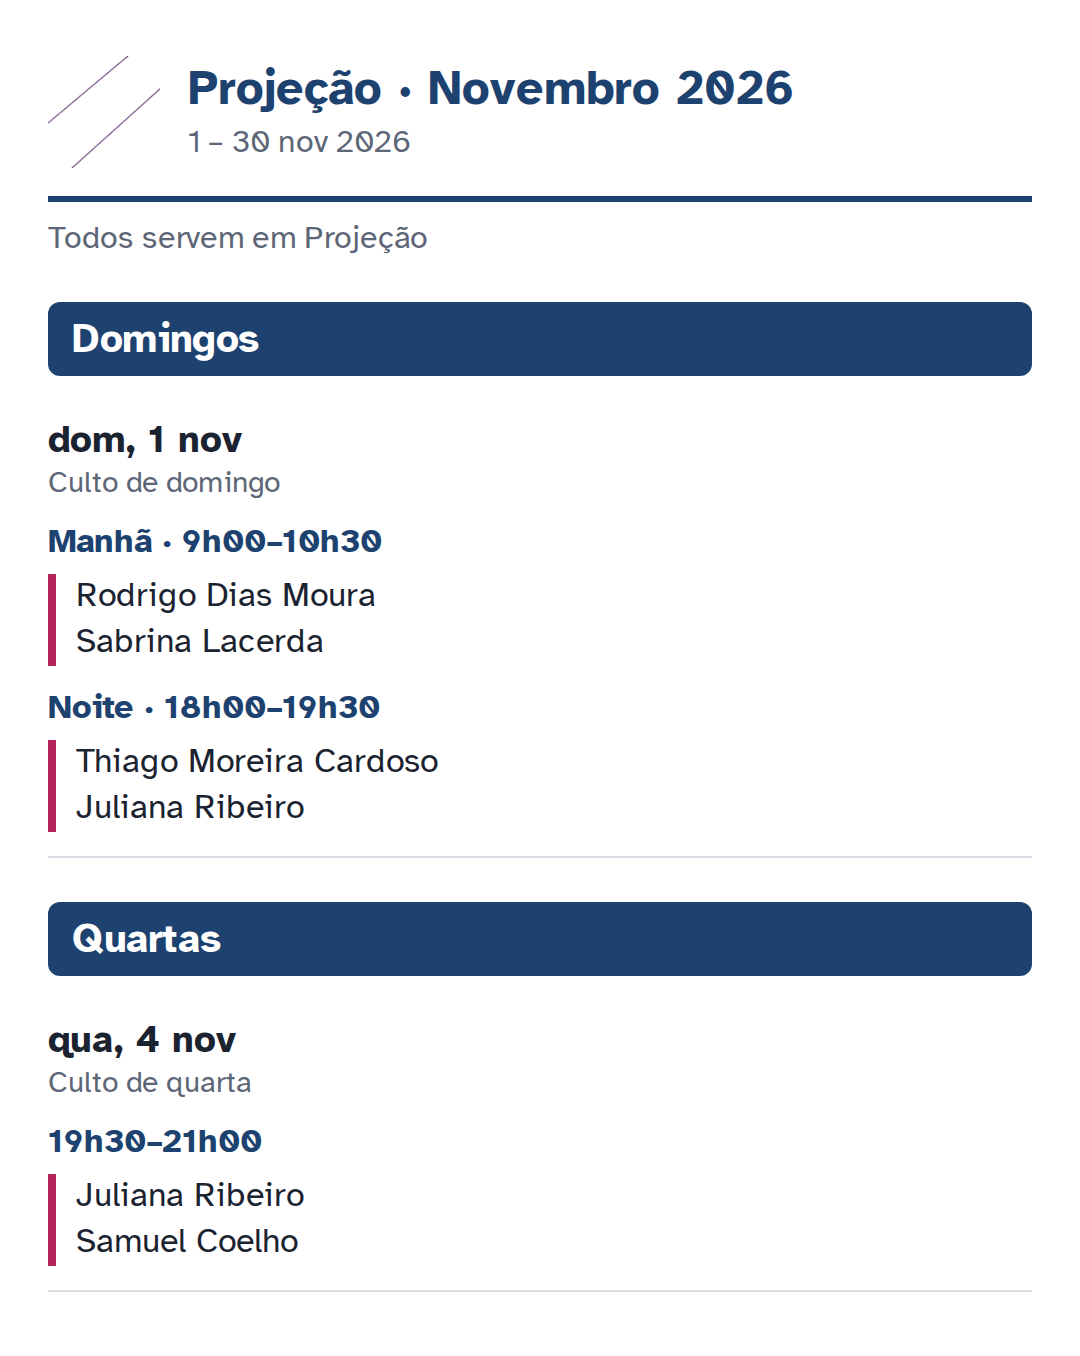 Projeção · Novembro 2026
1 – 30 nov 2026
Todos servem em Projeção
Domingos
dom, 1 nov
Culto de domingo
Manhã · 9h00–10h30
Rodrigo Dias Moura
Sabrina Lacerda
Noite · 18h00–19h30
Thiago Moreira Cardoso
Juliana Ribeiro
Quartas
qua, 4 nov
Culto de quarta
19h30–21h00
Juliana Ribeiro
Samuel Coelho